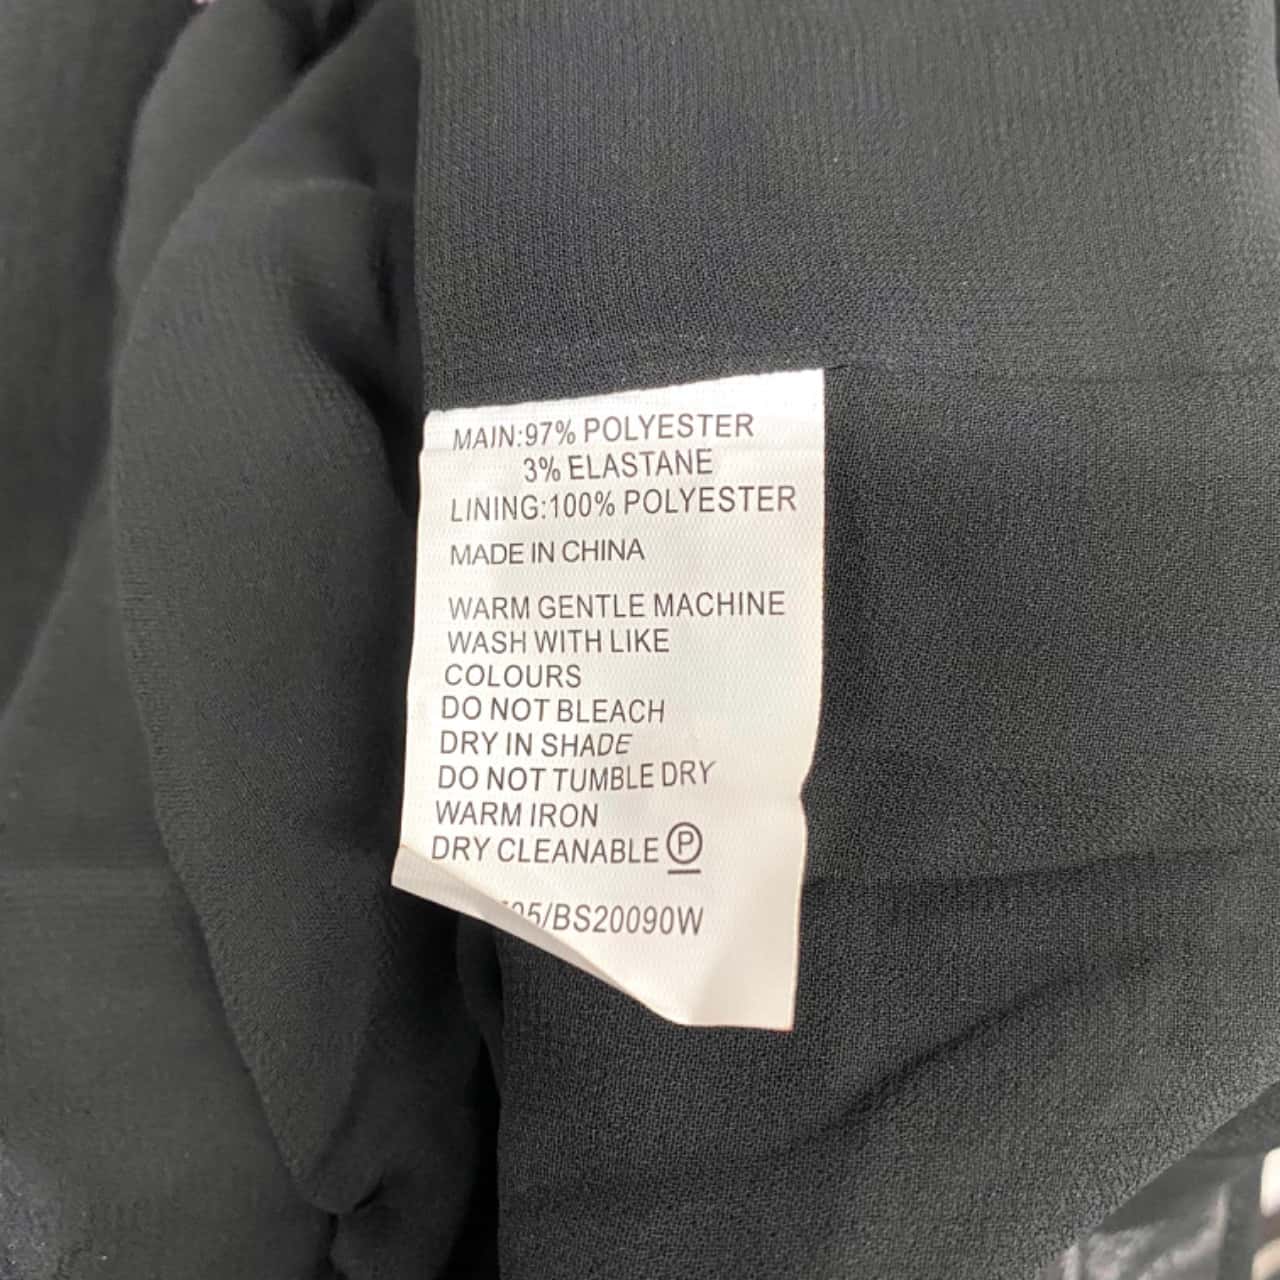 MAIN:97% POLYESTER
3% ELASTANE
LINING:100% POLYESTER
MADE IN CHINA
WARM GENTLE MACHINE
WASH WITH LIKE
COLOURS
DO NOT BLEACH
DRY IN SHADE
DO NOT TUMBLE DRY
WARM IRON
DRY CLEANABLE Ⓟ
05/BS20090W